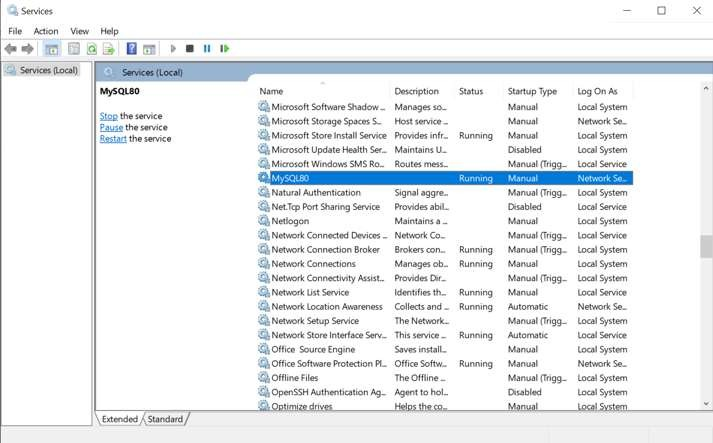 Services
File Action View Help
Services (Local)
Services (Local)
MySQL80
Stop the service
Pause the service
Restart the service
Name Description Status Startup Type Log On As
Microsoft Software Shadow ... Manages so... Manual Local System
Microsoft Storage Spaces S... Host service ... Manual Network Se...
Microsoft Store Install Service Provides infr... Running Manual Local System
Microsoft Update Health Ser... Maintains U... Disabled Local System
Microsoft Windows SMS Ro... Routes mess... Manual (Trigg... Local Service
MySQL80 Running Manual Network Se...
Natural Authentication Signal aggre... Manual (Trigg... Local System
Net.Tcp Port Sharing Service Provides abil... Disabled Local Service
Netlogon Maintains a ... Manual Local System
Network Connected Devices ... Network Co... Manual (Trigg... Local Service
Network Connection Broker Brokers con... Running Manual (Trigg... Local System
Network Connections Manages ob... Running Manual Local System
Network Connectivity Assist... Provides Dir... Manual (Trigg... Local System
Network List Service Identifies th... Running Manual Local Service
Network Location Awareness Collects and ... Running Automatic Network Se...
Network Setup Service The Network... Manual (Trigg... Local System
Network Store Interface Serv... This service ... Running Automatic Local Service
Office Source Engine Saves install... Manual Local System
Office Software Protection Pl... Office Softw... Running Manual Network Se...
Offline Files The Offline ... Manual (Trigg... Local System
OpenSSH Authentication Ag... Agent to hol... Disabled Local System
Optimize drives Helps the co... Manual Local System
Extended Standard